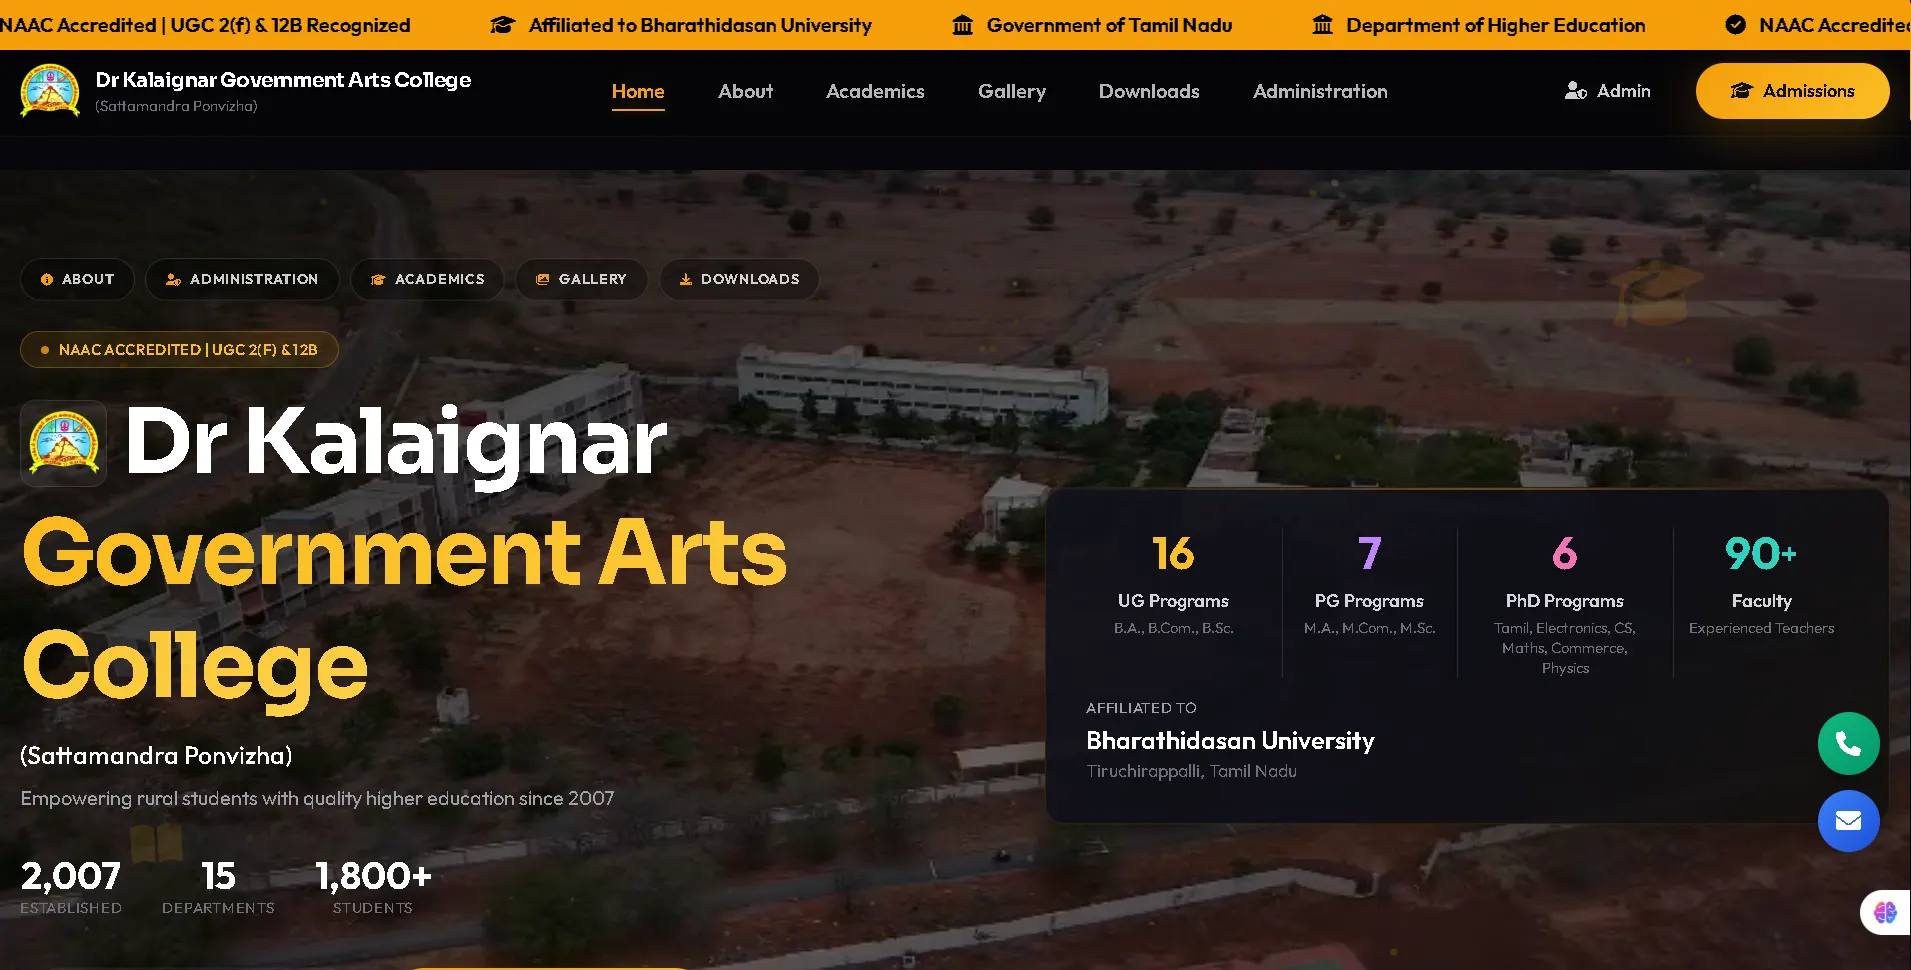 NAAC Accredited | UGC 2(f) & 12B Recognized Affiliated to Bharathidasan University Government of Tamil Nadu Department of Higher Education NAAC Accredited
Dr Kalaignar Government Arts College
(Sattamandra Ponvizha)
Home About Academics Gallery Downloads Administration Admin Admissions
ABOUT ADMINISTRATION ACADEMICS GALLERY DOWNLOADS
NAAC ACCREDITED | UGC 2(F) & 12B
Dr Kalaignar
Government Arts
College
(Sattamandra Ponvizha)
Empowering rural students with quality higher education since 2007
2,007 15 1,800+
ESTABLISHED DEPARTMENTS STUDENTS
16 7 6 90+
UG Programs PG Programs PhD Programs Faculty
B.A., B.Com., B.Sc. M.A., M.Com., M.Sc. Tamil, Electronics, CS, Experienced Teachers
Maths, Commerce,
Physics
AFFILIATED TO
Bharathidasan University
Tiruchirappalli, Tamil Nadu